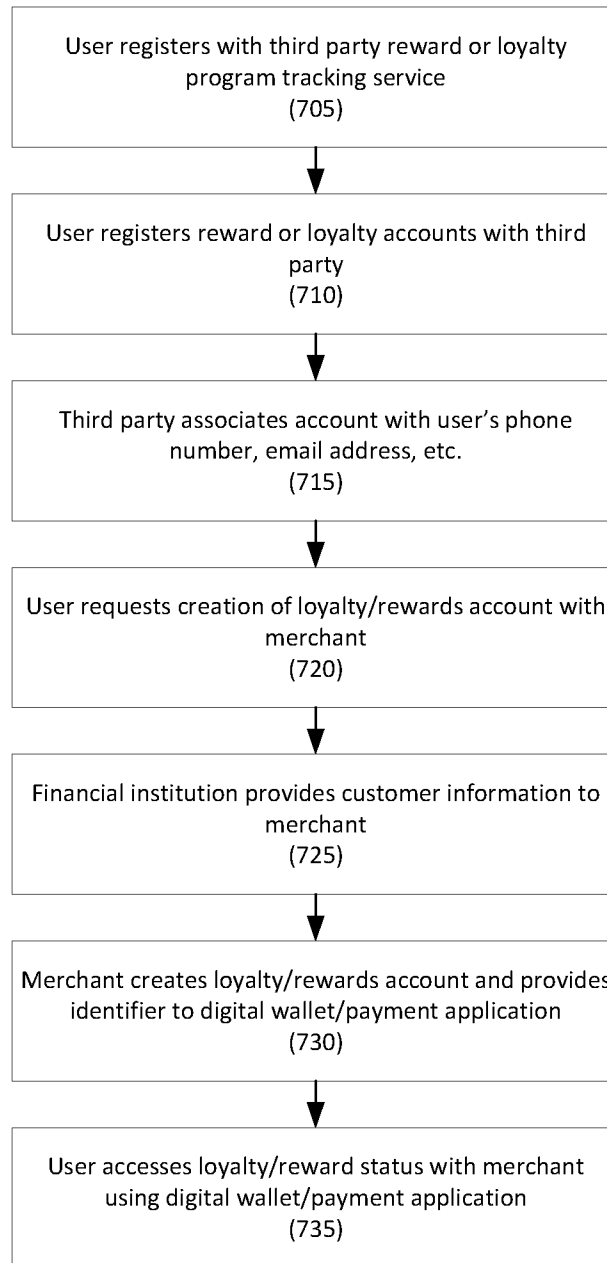 User registers with third party reward or loyalty
program tracking service
(705)
User registers reward or loyalty accounts with third
party
(710)
Third party associates account with user’s phone
number, email address, etc.
(715)
User requests creation of loyalty/rewards account with
merchant
(720)
Financial institution provides customer information to
merchant
(725)
Merchant creates loyalty/rewards account and provides
identifier to digital wallet/payment application
(730)
User accesses loyalty/reward status with merchant
using digital wallet/payment application
(735)